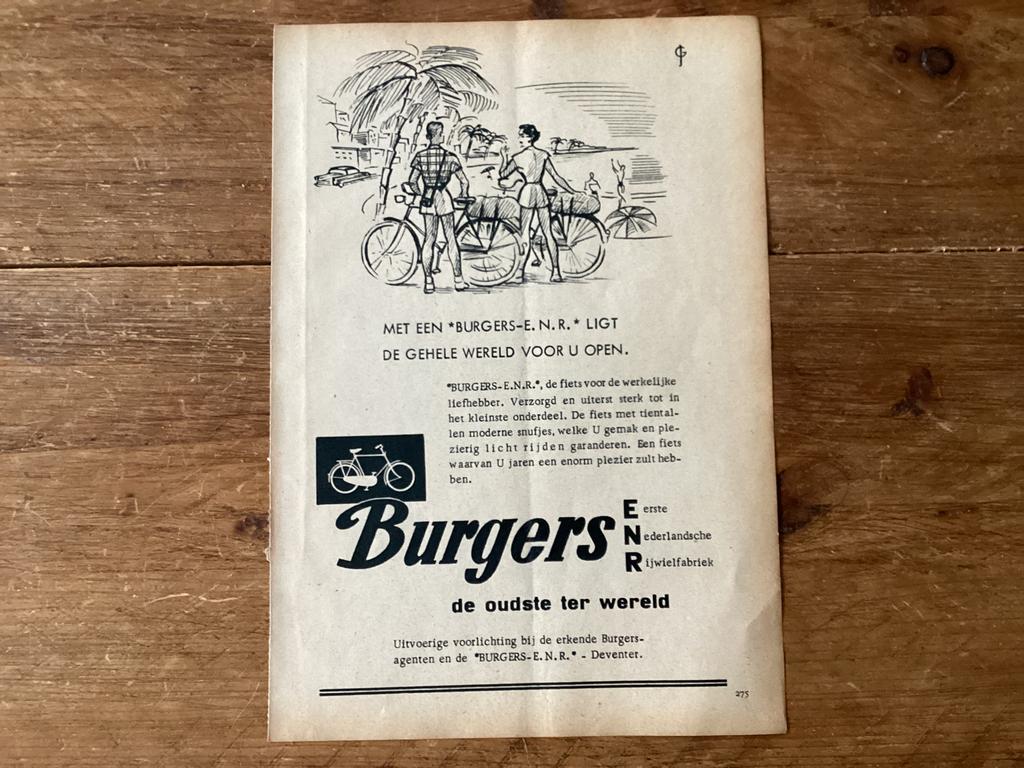 GJ
MET EEN *BURGERS-E.N.R.* LIGT
DE GEHELE WERELD VOOR U OPEN.
*BURGERS-E.N.R.*, de fiets voor de werkelijke
liefhebber. Verzorgd en uiterst sterk tot in
het kleinste onderdeel. De fiets met tiental-
len moderne snufjes, welke U gemak en ple-
zierig licht rijden garanderen. Een fiets
waarvan U jaren een enorm plezier zult heb-
ben.
Burgers
Eerste
Nederlandsche
Rijwielfabriek
de oudste ter wereld
Uitvoerige voorlichting bij de erkende Burgers-
agenten en de *BURGERS-E.N.R.* - Deventer.
275